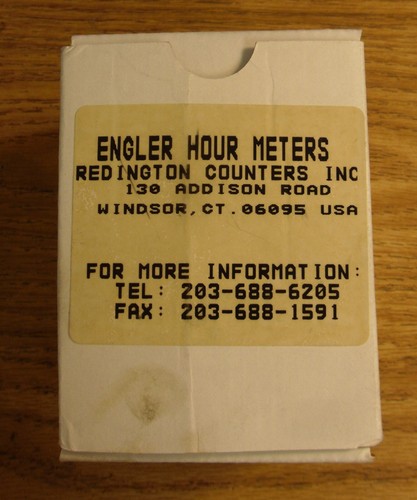 ENGLER HOUR METERS
REDINGTON COUNTERS INC
130 ADDISON ROAD
WINDSOR,CT.06095 USA
FOR MORE INFORMATION:
TEL: 203-688-6205
FAX: 203-688-1591